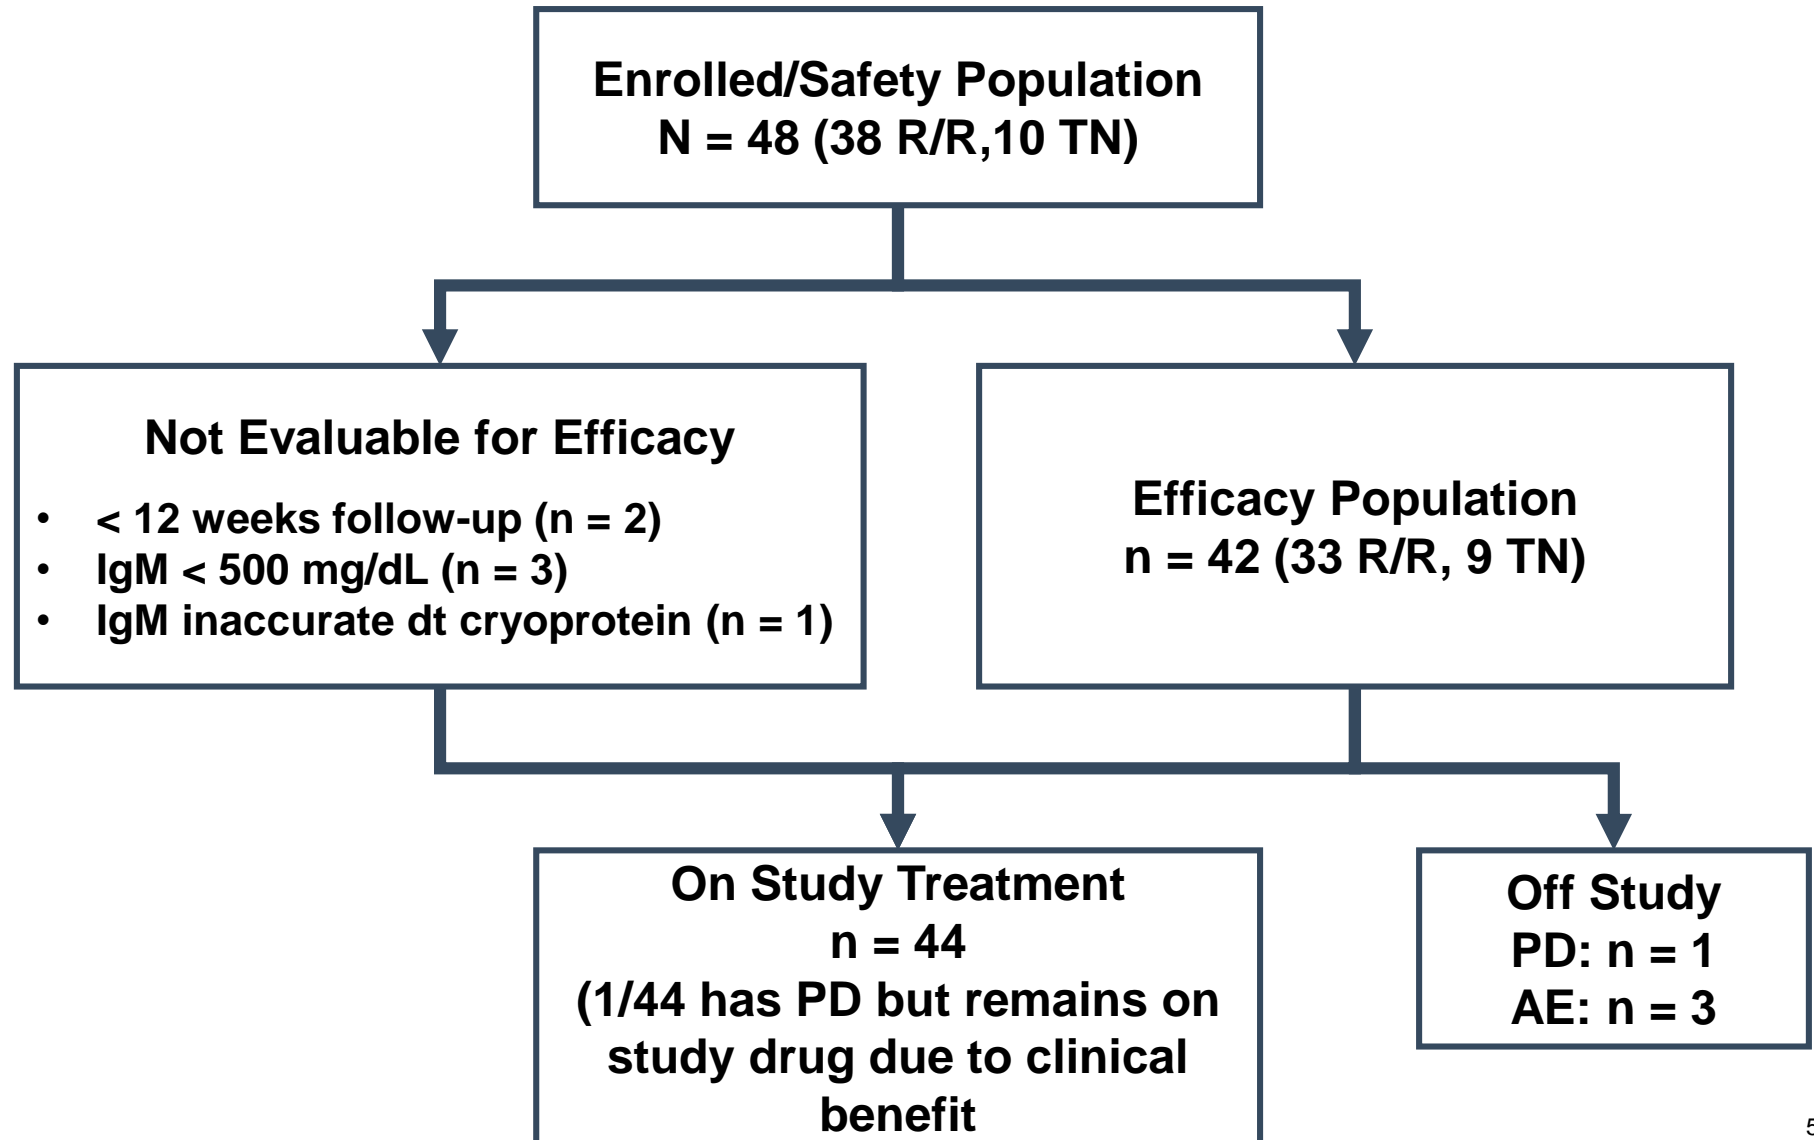 Enrolled/Safety Population
N = 48 (38 R/R,10 TN)
Not Evaluable for Efficacy
• < 12 weeks follow-up (n = 2)
• IgM < 500 mg/dL (n = 3)
• IgM inaccurate dt cryoprotein (n = 1)
Efficacy Population
n = 42 (33 R/R, 9 TN)
On Study Treatment
n = 44
(1/44 has PD but remains on
study drug due to clinical
benefit
Off Study
PD: n = 1
AE: n = 3
5